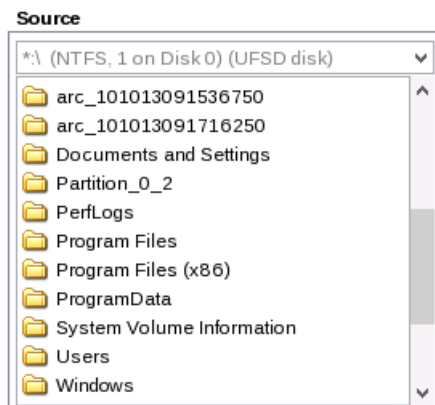 Source
*:\ (NTFS, 1 on Disk 0) (UFSD disk)
arc_101013091536750
arc_101013091716250
Documents and Settings
Partition_0_2
PerfLogs
Program Files
Program Files (x86)
ProgramData
System Volume Information
Users
Windows